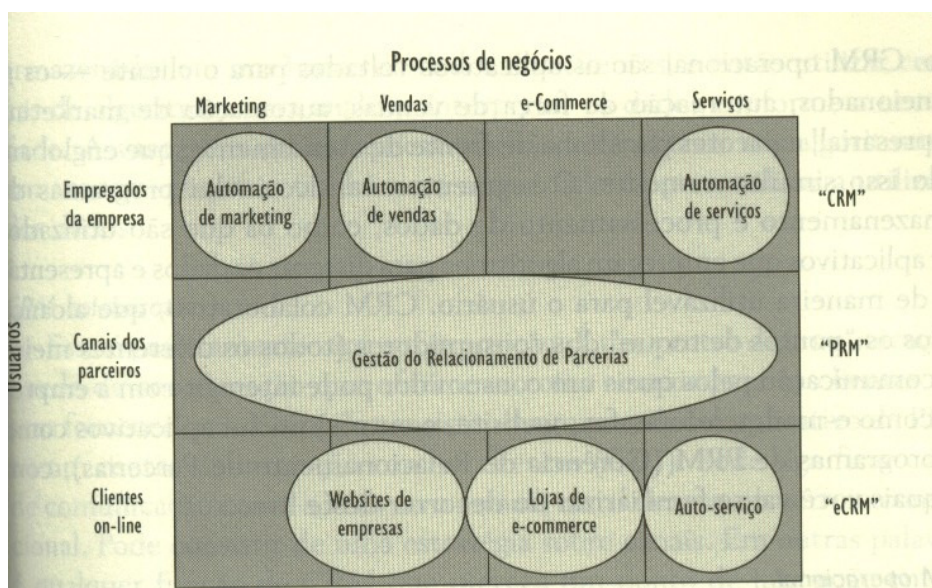 Processos de negócios
Marketing
Vendas
e-Commerce
Serviços
Usuários
Empregados
da empresa
Automação
de marketing
Automação
de vendas
Automação
de serviços
"CRM"
Canais dos
parceiros
Gestão do Relacionamento de Parcerias
"PRM"
Clientes
on-line
Websites de
empresas
Lojas de
e-commerce
Auto-serviço
"eCRM"